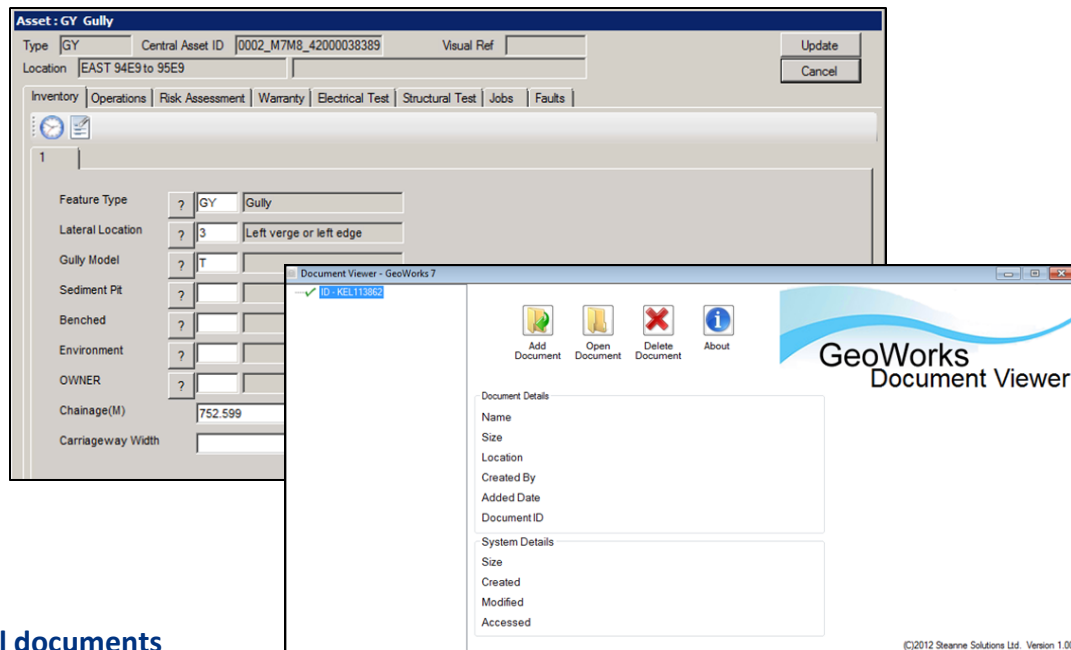 Asset : GY Gully
Type GY Central Asset ID 0002_M7M8_42000038389 Visual Ref Update
Location EAST 94E9 to 95E9 Cancel
Inventory Operations Risk Assessment Warranty Electrical Test Structural Test Jobs Faults
1
Feature Type ? GY Gully
Lateral Location ? 3 Left verge or left edge
Gully Model ? T
Sediment Pit ?
Benched ?
Environment ?
OWNER ?
Chainage(M) 752.599
Carriageway Width
Document Viewer - GeoWorks 7
ID - KEL113862
Add Document Open Document Delete Document About
GeoWorks
Document Viewer
Document Details
Name
Size
Location
Created By
Added Date
Document ID
System Details
Size
Created
Modified
Accessed
(C)2012 Steanne Solutions Ltd. Version 1.00
l documents